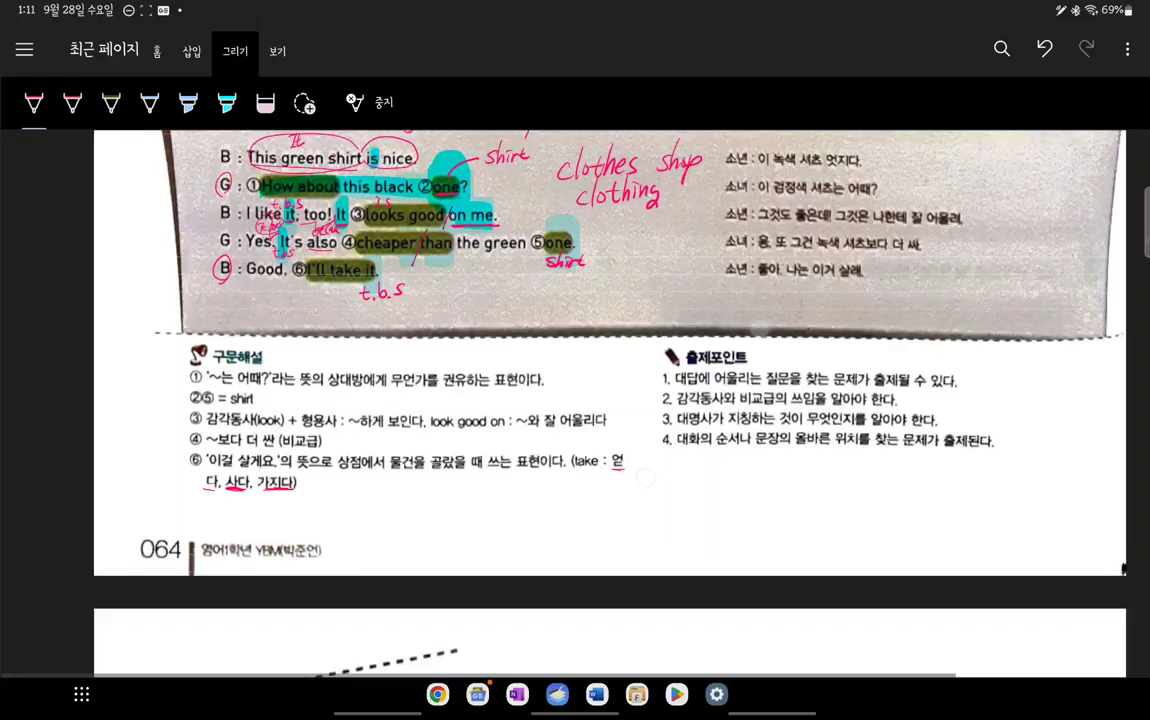 1:11 9월 28일 수요일 69%
최근 페이지 홈 삽입 그리기 보기
중지
It
B : This green shirt is nice. shirt clothes shop
G : ①How about this black ②one? clothing
t.b.s
B : I like it, too! It ③looks good on me.
G : Yes. It's also ④cheaper than the green ⑤one.
shirt
B : Good. ⑥I'll take it.
t.b.s
소년 : 이 녹색 셔츠 멋지다.
소녀 : 이 검정색 셔츠는 어때?
소년 : 그것도 좋은데! 그것은 나한테 잘 어울려.
소녀 : 응. 또 그건 녹색 셔츠보다 더 싸.
소년 : 좋아. 나는 이거 살래.
구문해설
① '~는 어때?'라는 뜻의 상대방에게 무언가를 권유하는 표현이다.
②⑤ = shirt
③ 감각동사(look) + 형용사 : ~하게 보인다, look good on : ~와 잘 어울리다
④ ~보다 더 싼 (비교급)
⑥ '이걸 살게요.'의 뜻으로 상점에서 물건을 골랐을 때 쓰는 표현이다. (take : 얻
다, 사다, 가지다)
출제포인트
1. 대답에 어울리는 질문을 찾는 문제가 출제될 수 있다.
2. 감각동사와 비교급의 쓰임을 알아야 한다.
3. 대명사가 지칭하는 것이 무엇인지를 알아야 한다.
4. 대화의 순서나 문장의 올바른 위치를 찾는 문제가 출제된다.
064 영어1학년 YBM(박준언)